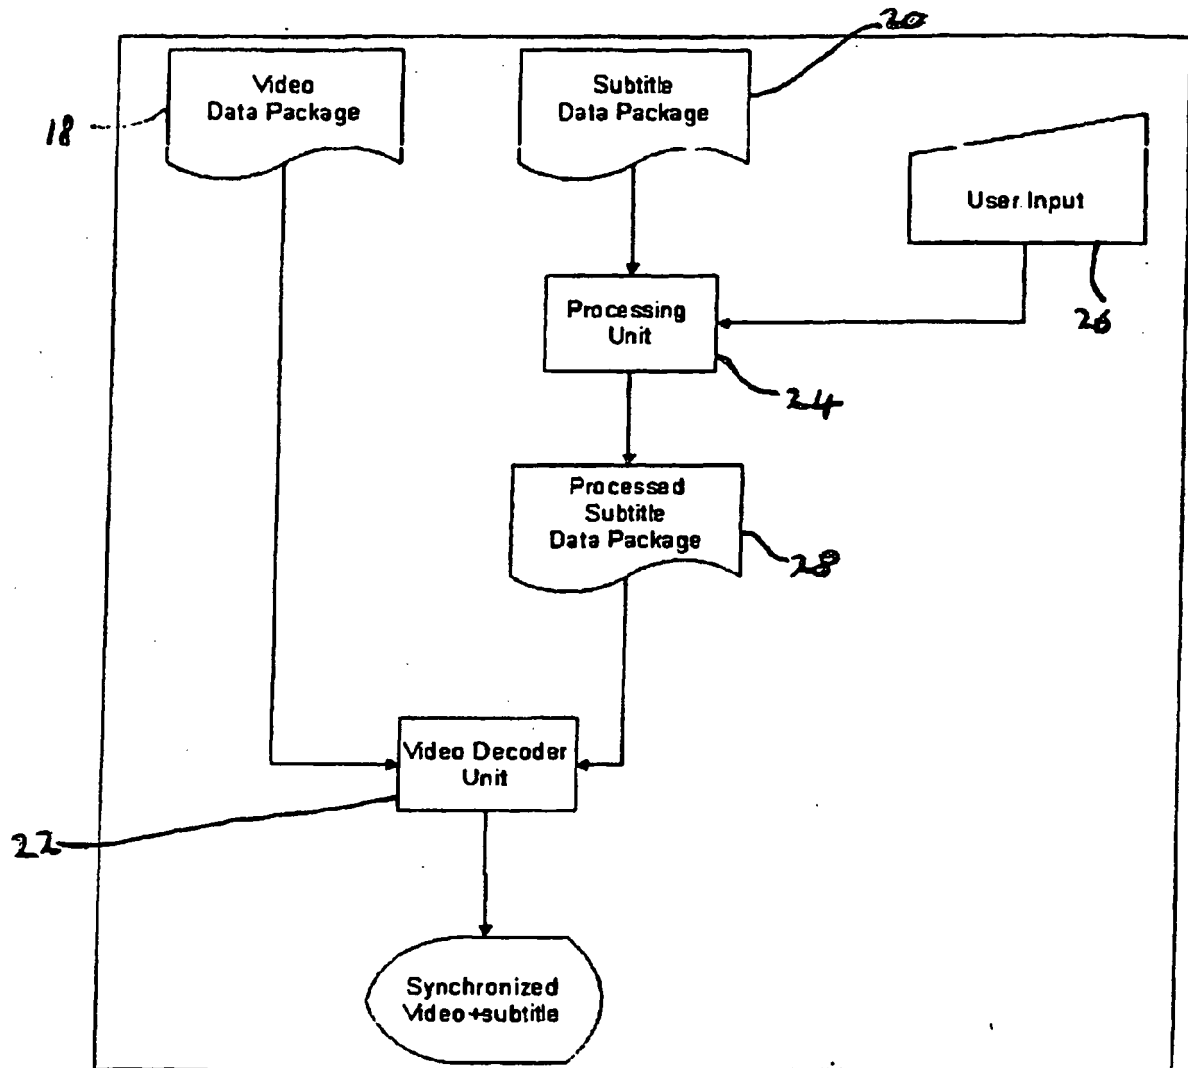 20
Video
Data Package
Subtitle
Data Package
18
User Input
26
Processing
Unit
24
Processed
Subtitle
Data Package
28
Video Decoder
Unit
22
Synchronized
Video+subtitle